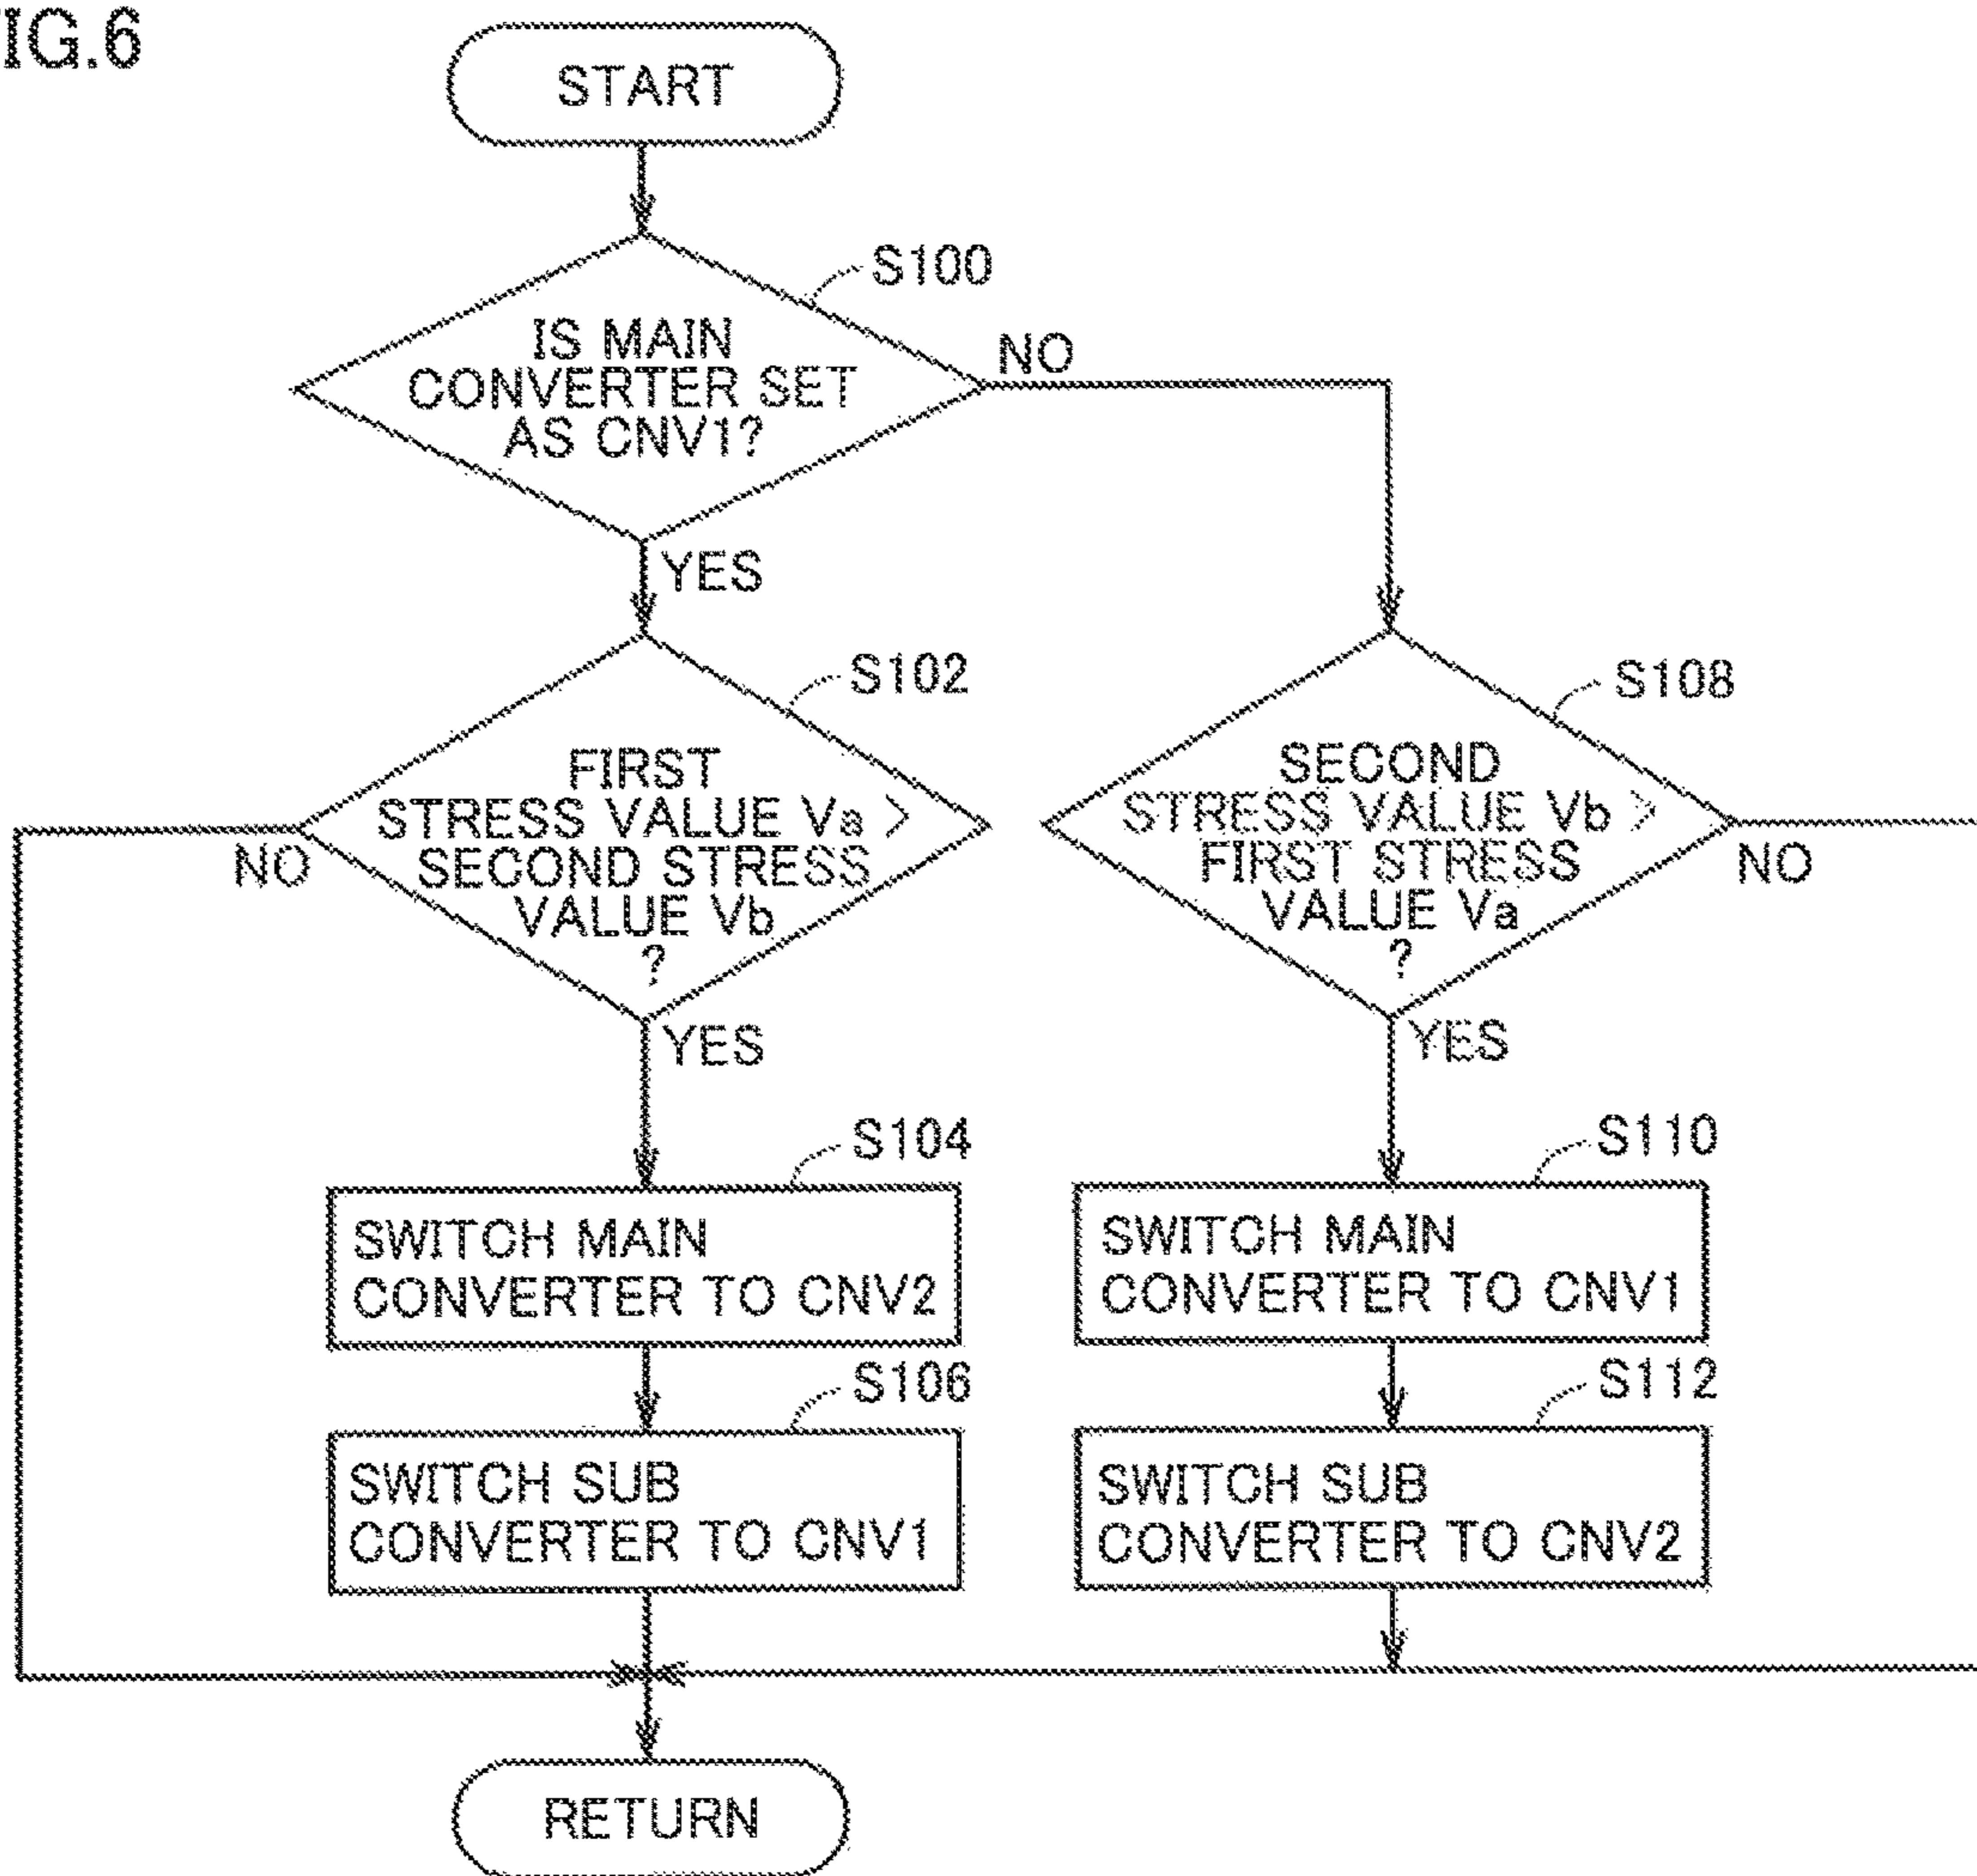 IG.6
START
S100
IS MAIN
CONVERTER SET
AS CNV1?
NO
YES
S102
FIRST
STRESS VALUE Va >
SECOND STRESS
VALUE Vb
?
NO
YES
S108
SECOND
STRESS VALUE Vb >
FIRST STRESS
VALUE Va
?
NO
YES
S104
SWITCH MAIN
CONVERTER TO CNV2
S106
SWITCH SUB
CONVERTER TO CNV1
S110
SWITCH MAIN
CONVERTER TO CNV1
S112
SWITCH SUB
CONVERTER TO CNV2
RETURN